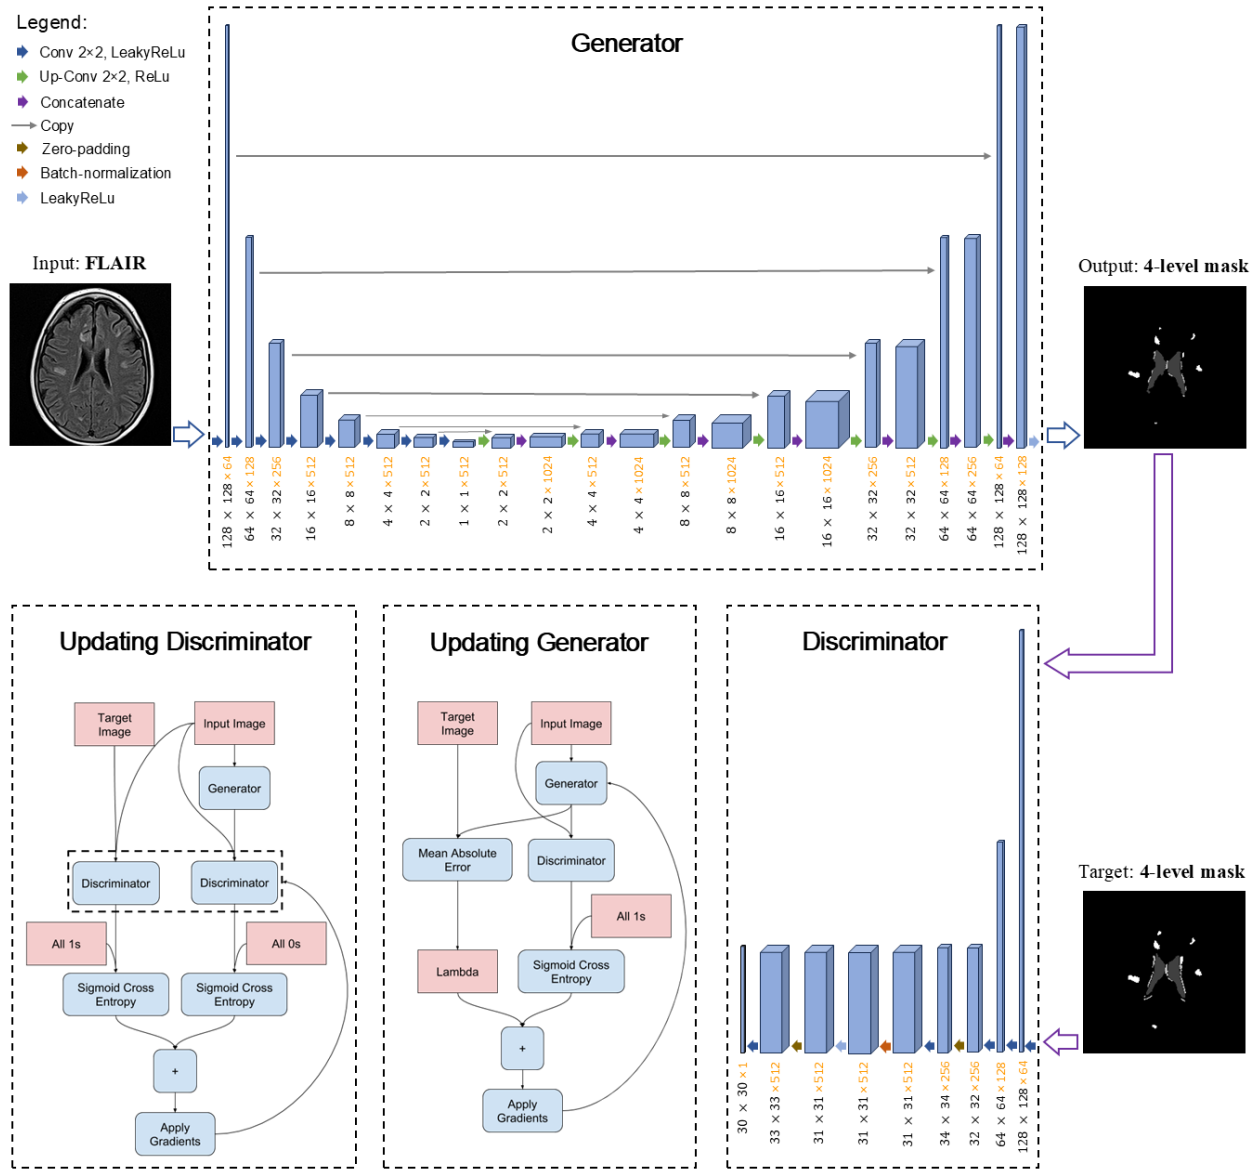 Legend:
Conv 2×2, LeakyReLu
Up-Conv 2×2, ReLu
Concatenate
Copy
Zero-padding
Batch-normalization
LeakyReLu
Generator
Input: FLAIR
Output: 4-level mask
128 × 128 × 64
64 × 64 × 128
32 × 32 × 256
16 × 16 × 512
8 × 8 × 512
4 × 4 × 512
2 × 2 × 512
1 × 1 × 512
2 × 2 × 512
2 × 2 × 1024
4 × 4 × 512
4 × 4 × 1024
8 × 8 × 512
8 × 8 × 1024
16 × 16 × 512
16 × 16 × 1024
32 × 32 × 256
32 × 32 × 512
64 × 64 × 128
64 × 64 × 256
128 × 128 × 64
128 × 128 × 128
Updating Discriminator
Target
Image
Input Image
Generator
Discriminator
Discriminator
All 1s
All 0s
Sigmoid Cross
Entropy
Sigmoid Cross
Entropy
+
Apply
Gradients
Updating Generator
Target
Image
Input Image
Generator
Mean Absolute
Error
Discriminator
All 1s
Lambda
Sigmoid Cross
Entropy
+
Apply
Gradients
Discriminator
Target: 4-level mask
30 × 30 × 1
33 × 33 × 512
31 × 31 × 512
31 × 31 × 512
31 × 31 × 512
34 × 34 × 256
32 × 32 × 256
64 × 64 × 128
128 × 128 × 64